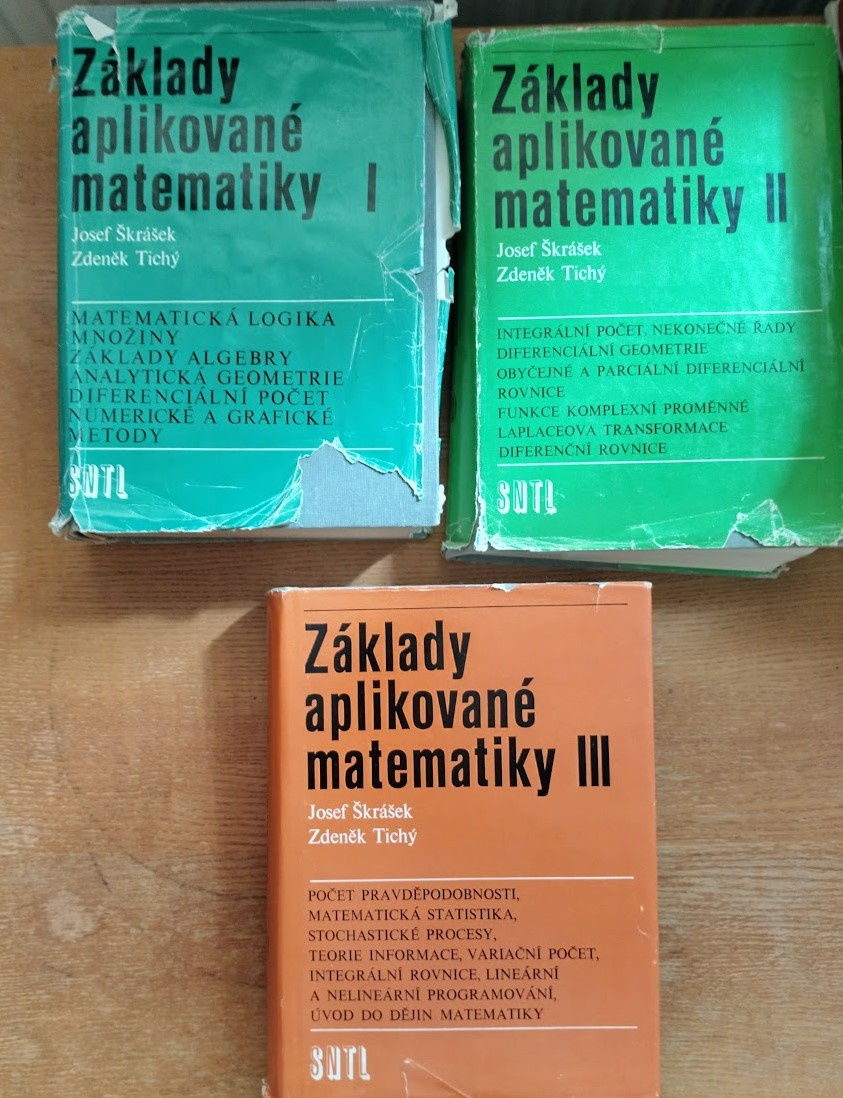 Základy
aplikované
matematiky I
Josef Škrášek
Zdeněk Tichý
MATEMATICKÁ LOGIKA
MNOŽINY
ZÁKLADY ALGEBRY
ANALYTICKÁ GEOMETRIE
DIFERENCIÁLNÍ POČET
NUMERICKÉ A GRAFICKÉ
METODY
SNTL
Základy
aplikované
matematiky II
Josef Škrášek
Zdeněk Tichý
INTEGRÁLNÍ POČET, NEKONEČNÉ ŘADY
DIFERENCIÁLNÍ GEOMETRIE
OBYČEJNÉ A PARCIÁLNÍ DIFERENCIÁLNÍ
ROVNICE
FUNKCE KOMPLEXNÍ PROMĚNNÉ
LAPLACEOVA TRANSFORMACE
DIFERENČNÍ ROVNICE
SNTL
Základy
aplikované
matematiky III
Josef Škrášek
Zdeněk Tichý
POČET PRAVDĚPODOBNOSTI,
MATEMATICKÁ STATISTIKA,
STOCHASTICKÉ PROCESY,
TEORIE INFORMACE, VARIAČNÍ POČET,
INTEGRÁLNÍ ROVNICE, LINEÁRNÍ
A NELINEÁRNÍ PROGRAMOVÁNÍ,
ÚVOD DO DĚJIN MATEMATIKY
SNTL